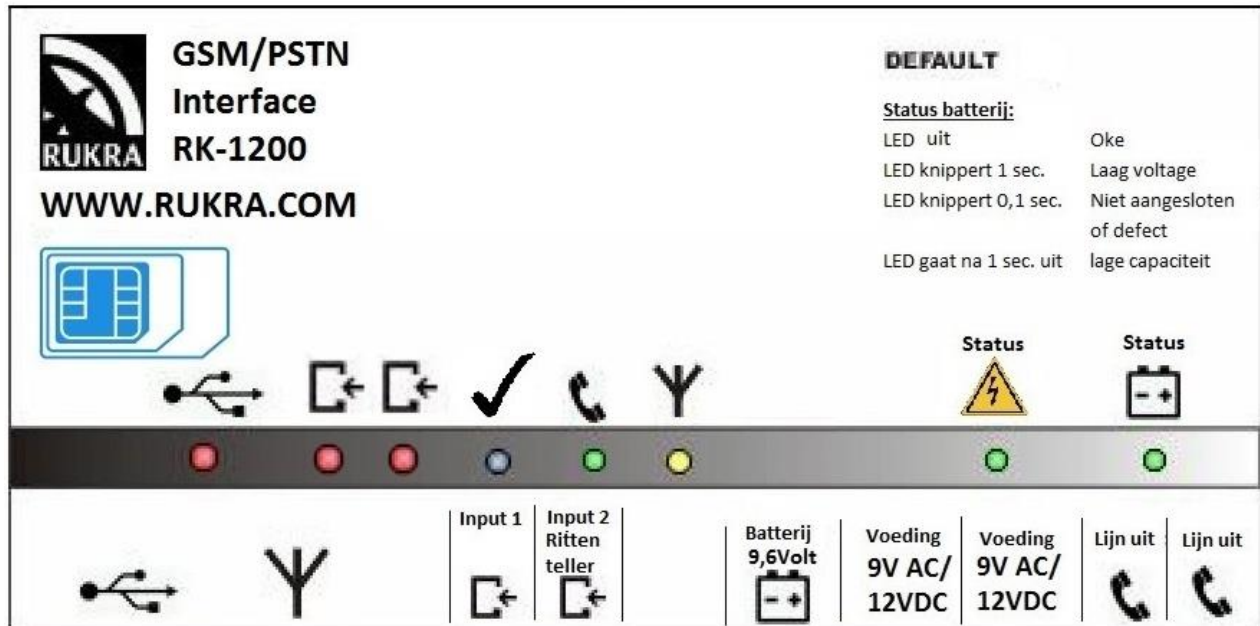 GSM/PSTN
Interface
RK-1200
RUKRA
WWW.RUKRA.COM
DEFAULT
Status batterij:
LED uit Oke
LED knippert 1 sec. Laag voltage
LED knippert 0,1 sec. Niet aangesloten
of defect
LED gaat na 1 sec. uit lage capaciteit
Status Status
Input 1
Input 2
Ritten
teller
Batterij
9,6Volt
Voeding
9V AC/
12VDC
Voeding
9V AC/
12VDC
Lijn uit
Lijn uit